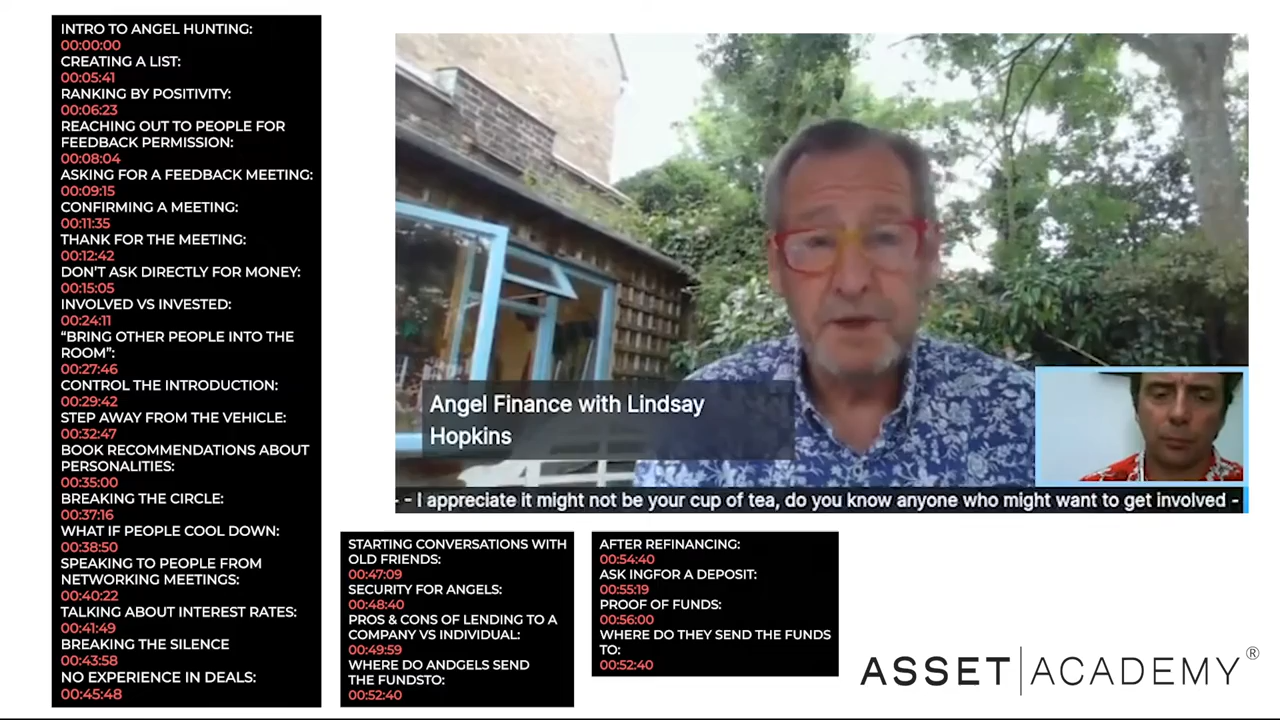 INTRO TO ANGEL HUNTING:
00:00:00
CREATING A LIST:
00:05:41
RANKING BY POSITIVITY:
00:06:23
REACHING OUT TO PEOPLE FOR
FEEDBACK PERMISSION:
00:08:04
ASKING FOR A FEEDBACK MEETING:
00:09:15
CONFIRMING A MEETING:
00:11:35
THANK FOR THE MEETING:
00:12:42
DON'T ASK DIRECTLY FOR MONEY:
00:15:05
INVOLVED VS INVESTED:
00:24:11
“BRING OTHER PEOPLE INTO THE
ROOM”:
00:27:46
CONTROL THE INTRODUCTION:
00:29:42
STEP AWAY FROM THE VEHICLE:
00:32:47
BOOK RECOMMENDATIONS ABOUT
PERSONALITIES:
00:35:00
BREAKING THE CIRCLE:
00:37:16
WHAT IF PEOPLE COOL DOWN:
00:38:50
SPEAKING TO PEOPLE FROM
NETWORKING MEETINGS:
00:40:22
TALKING ABOUT INTEREST RATES:
00:41:49
BREAKING THE SILENCE
00:43:58
NO EXPERIENCE IN DEALS:
00:45:48
Angel Finance with Lindsay
Hopkins
- - I appreciate it might not be your cup of tea, do you know anyone who might want to get involved -
STARTING CONVERSATIONS WITH
OLD FRIENDS:
00:47:09
SECURITY FOR ANGELS:
00:48:40
PROS & CONS OF LENDING TO A
COMPANY VS INDIVIDUAL:
00:49:59
WHERE DO ANDGELS SEND
THE FUNDSTO:
00:52:40
AFTER REFINANCING:
00:54:40
ASK INGFOR A DEPOSIT:
00:55:19
PROOF OF FUNDS:
00:56:00
WHERE DO THEY SEND THE FUNDS
TO:
00:52:40
ASSET|ACADEMY®